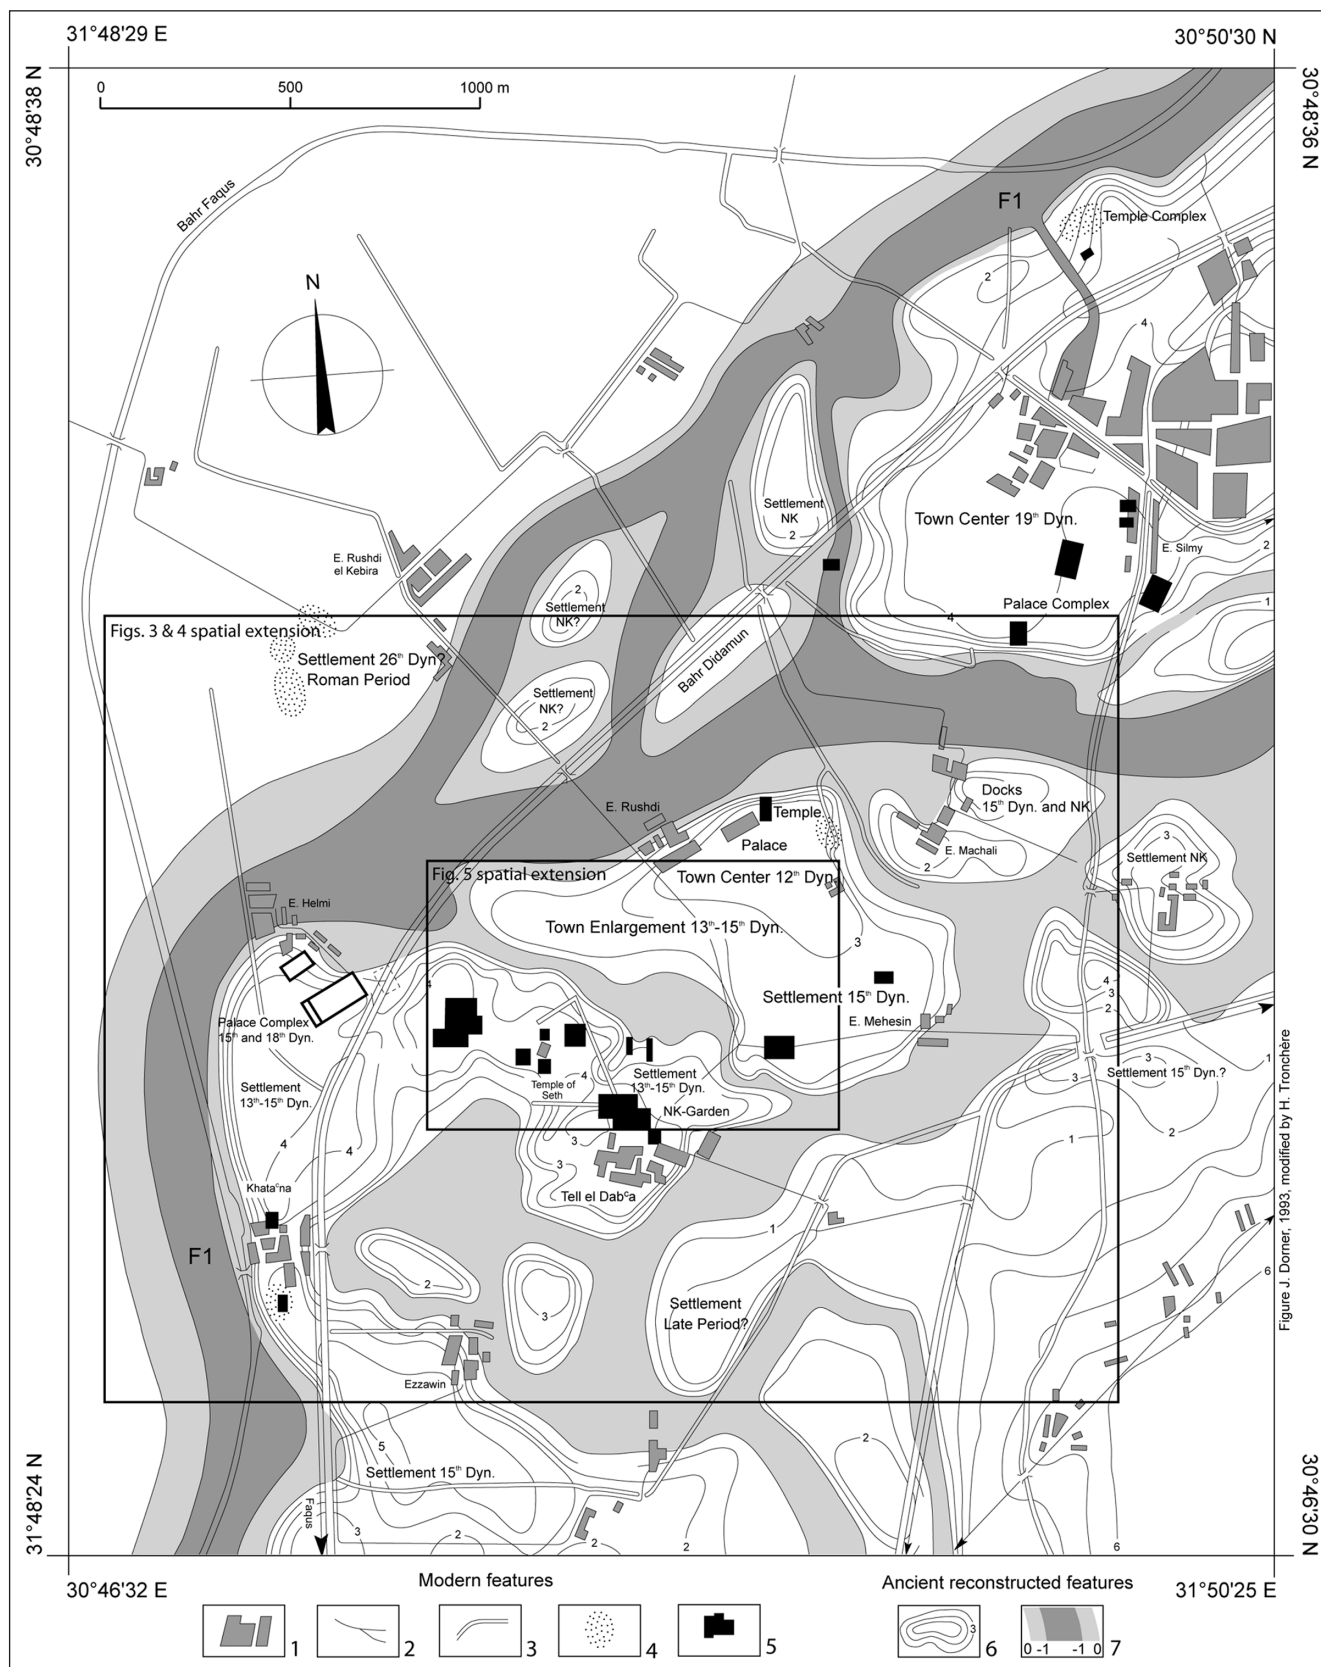 31°48'29 E
30°50'30 N
30°48'38 N
30°48'36 N
0 500 1000 m
Bahr Faqus
N
F1
Temple Complex
2
4
Settlement
NK
2
Town Center 19th Dyn.
E. Silmy
2
E. Rushdi
el Kebira
2
Settlement
NK?
Palace Complex
4
1
Figs. 3 & 4 spatial extension
Settlement 26th Dyn?
Roman Period
Bahr Didamun
Settlement
NK?
2
E. Rushdi
Temple
Palace
Docks
15th Dyn. and NK
E. Machali
2
3
Settlement NK
Fig. 5 spatial extension
Town Center 12th Dyn.
E. Helmi
Town Enlargement 13th-15th Dyn.
3
4
Settlement 15th Dyn.
4
3
2
E. Mehesin
Palace Complex
15th and 18th Dyn.
Settlement
13th-15th Dyn.
4
Temple of
Seth
Settlement
13th-15th Dyn.
NK-Garden
3
3
Settlement 15th Dyn.?
1
2
1
4
4
3
3
Khatacna
Tell el Dabca
1
F1
2
3
Settlement
Late Period?
6
Figure J. Dorner, 1993, modified by H. Tronchère
Ezzawin
5
Settlement 15th Dyn.
2
Faqus
3
2
2
2
6
31°48'24 N
30°46'30 N
30°46'32 E
31°50'25 E
Modern features
Ancient reconstructed features
1
2
3
4
5
3
6
0 -1 -1 0
7